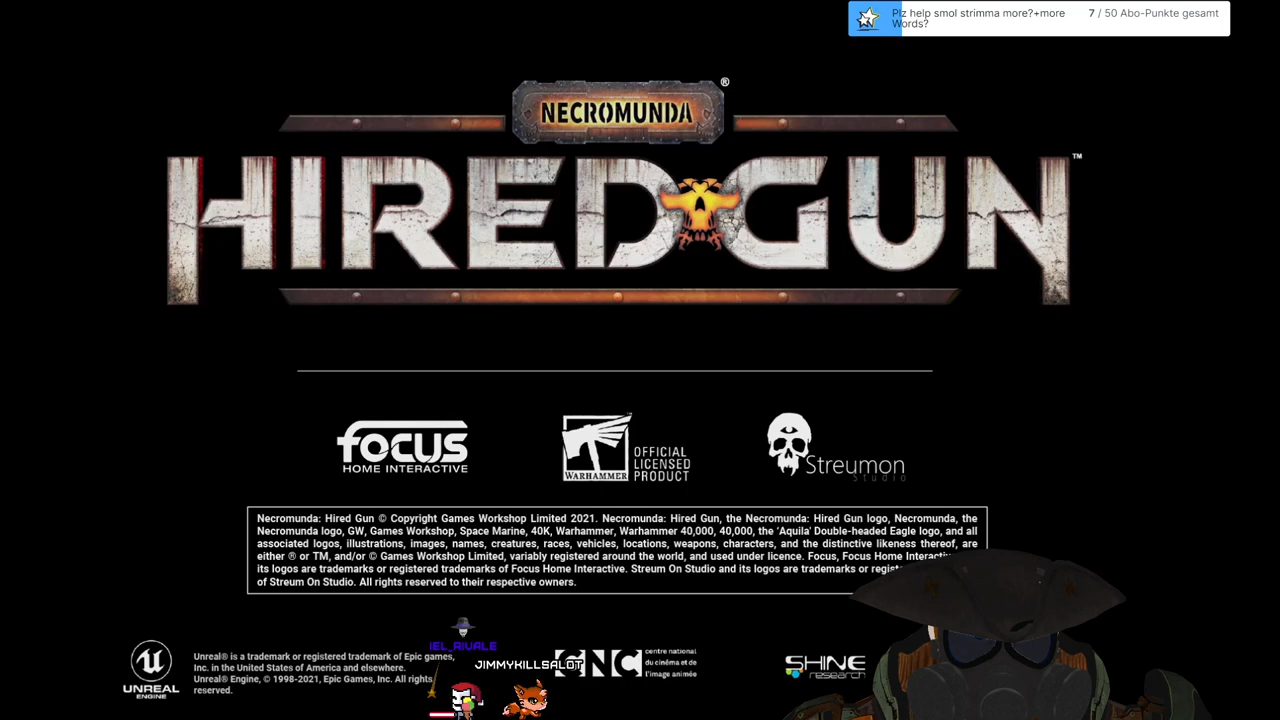 Plz help smol strimma more?+more Words?
7 / 50 Abo-Punkte gesamt
NECROMUNDA ®
HIRED GUN ™
FOCUS
HOME INTERACTIVE
WARHAMMER
OFFICIAL
LICENSED
PRODUCT
Streumon
Studio
Necromunda: Hired Gun © Copyright Games Workshop Limited 2021. Necromunda: Hired Gun, the Necromunda: Hired Gun logo, Necromunda, the
Necromunda logo, GW, Games Workshop, Space Marine, 40K, Warhammer, Warhammer 40,000, 40,000, the 'Aquila' Double-headed Eagle logo, and all
associated logos, illustrations, images, names, creatures, races, vehicles, locations, weapons, characters, and the distinctive likeness thereof, are
either ® or TM, and/or © Games Workshop Limited, variably registered around the world, and used under licence. Focus, Focus Home
its logos are trademarks or registered trademarks of Focus Home Interactive. Streum On Studio and its logos are trademarks or
of Streum On Studio. All rights reserved to their respective owners.
UNREAL
ENGINE
Unreal® is a trademark or registered trademark of Epic games,
Inc. in the United States of America and elsewhere.
Unreal® Engine, © 1998-2021, Epic Games, Inc. All rights
reserved.
IEL_RIVALE
JIMMYKILLSALOT
CNC
centre national
du cinéma et de
l'image animée
SHINE
research